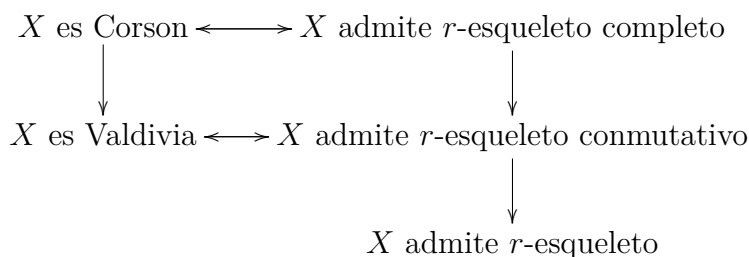 X es Corson ⟷ X admite r-esqueleto completo
X es Valdivia ⟷ X admite r-esqueleto conmutativo
X admite r-esqueleto